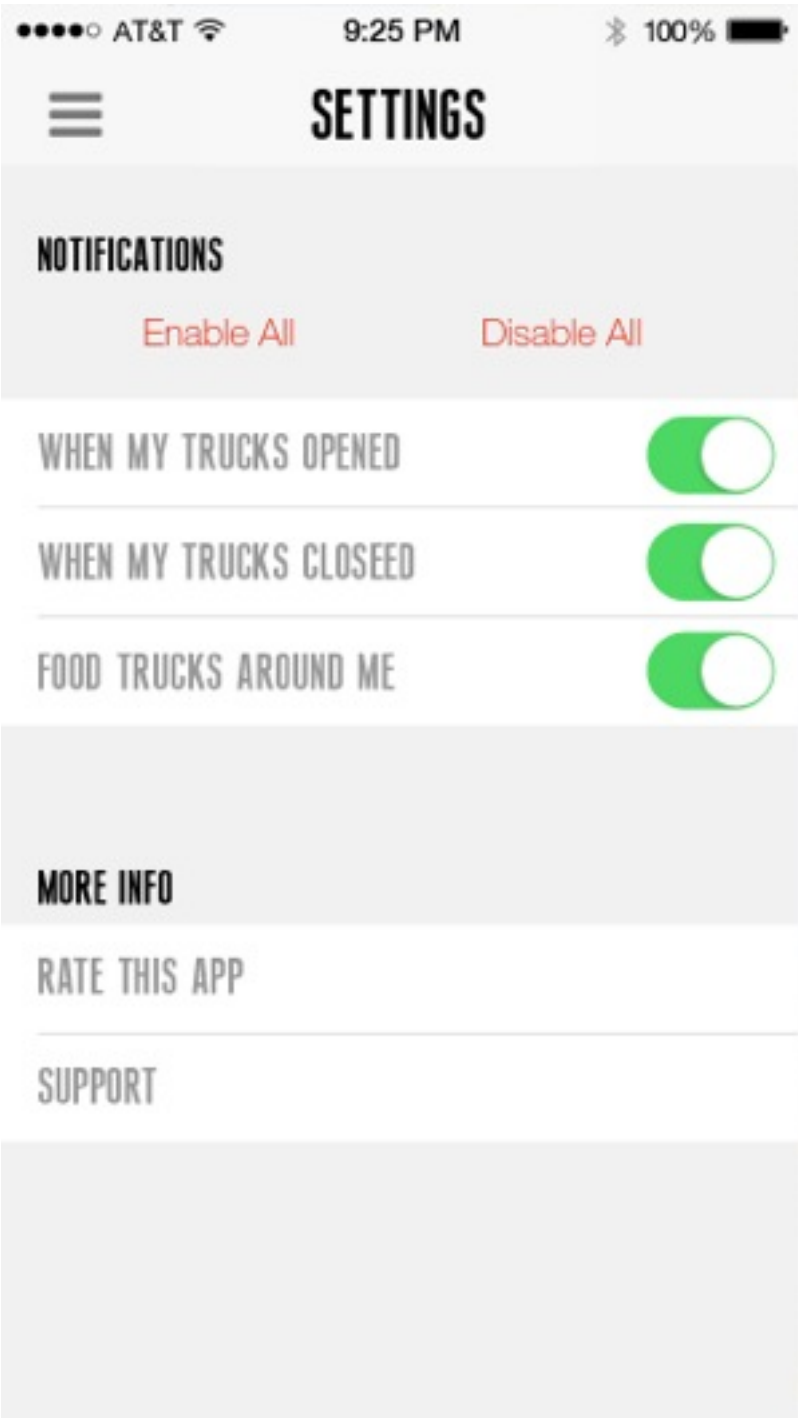 AT&T 9:25 PM 100%
SETTINGS
NOTIFICATIONS
Enable All Disable All
WHEN MY TRUCKS OPENED
WHEN MY TRUCKS CLOSEED
FOOD TRUCKS AROUND ME
MORE INFO
RATE THIS APP
SUPPORT